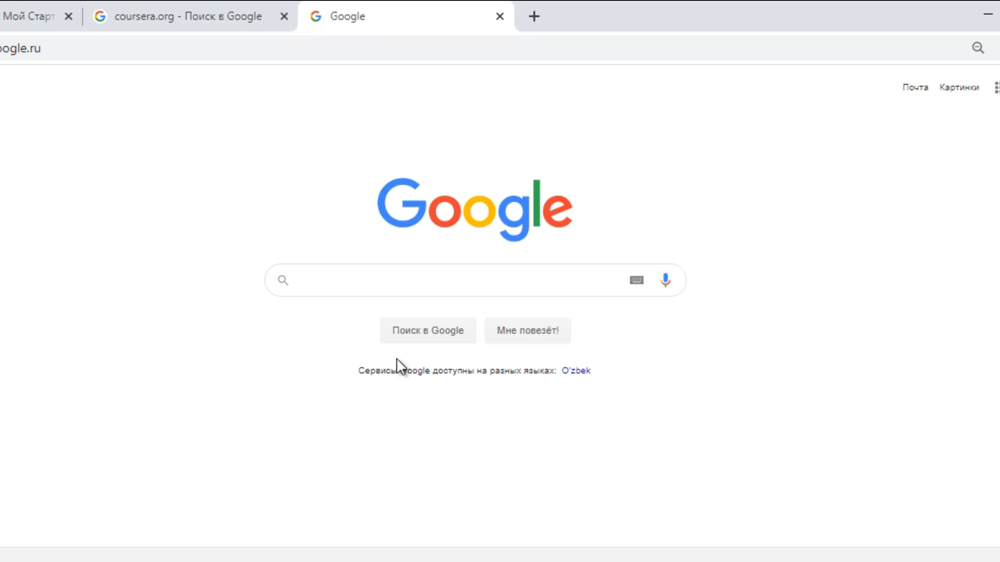 Мой Старт
coursera.org - Поиск в Google
Google
oogle.ru
Почта Картинки
Google
Поиск в Google Мне повезёт!
Сервисы Google доступны на разных языках: O'zbek